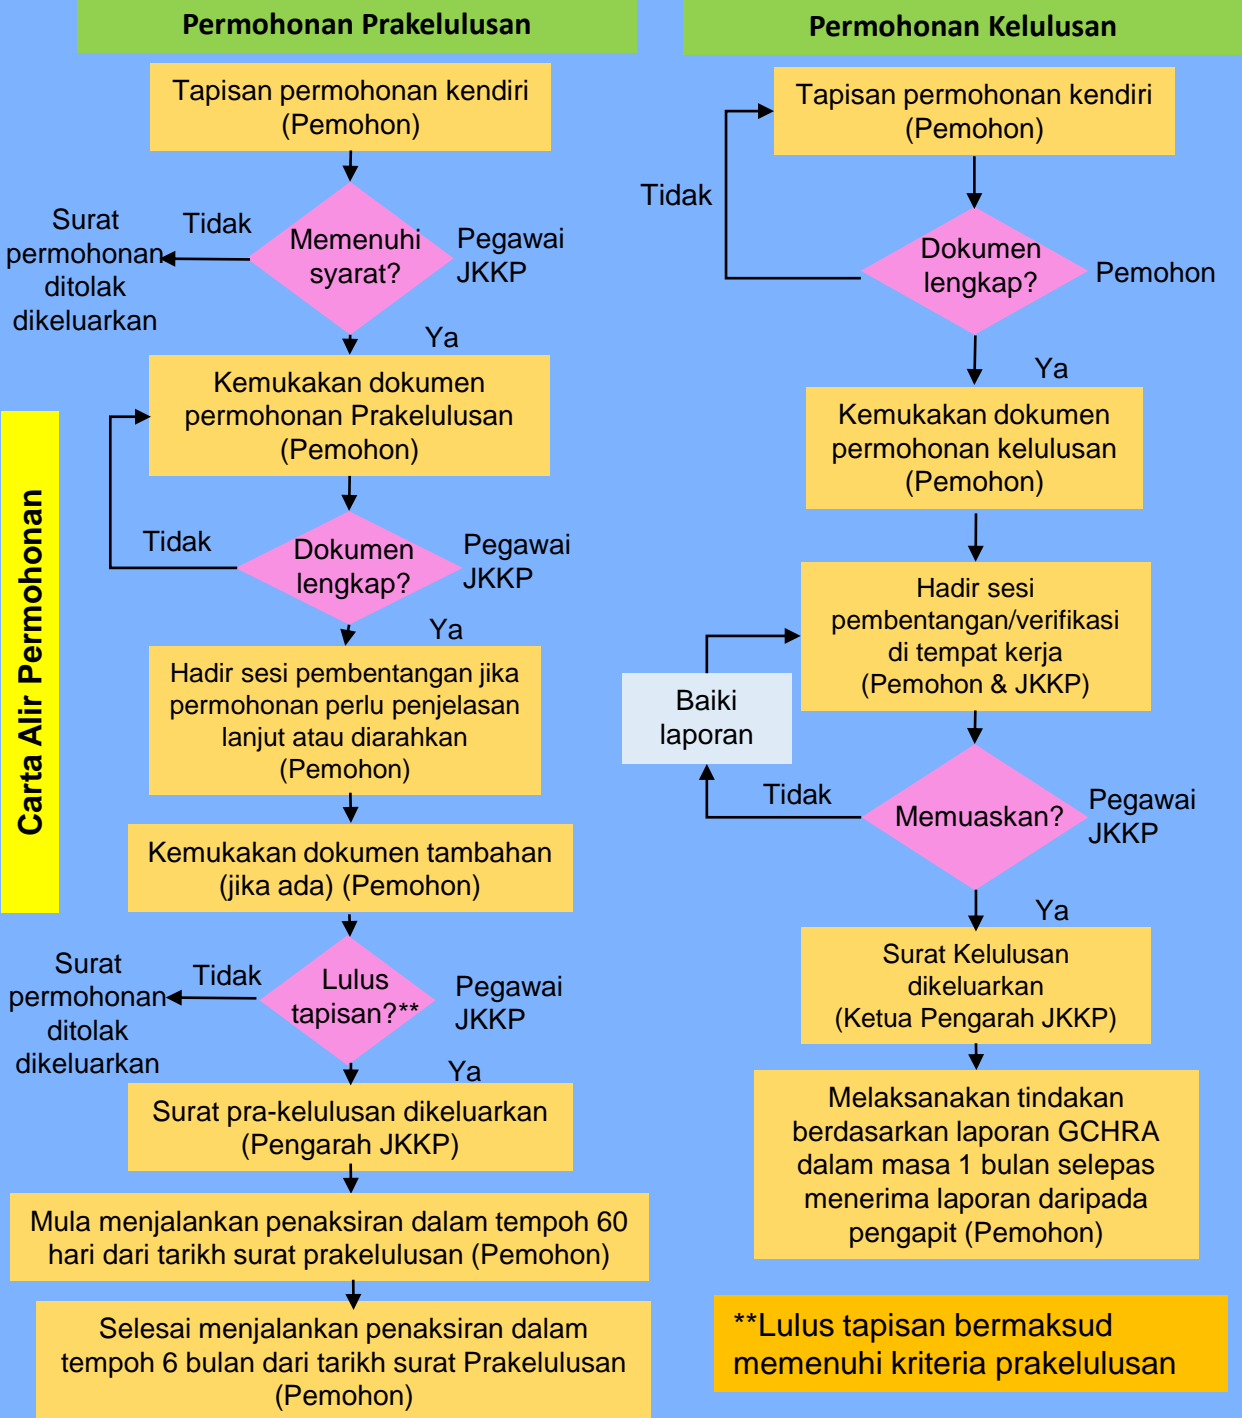 Permohonan Prakelulusan
Tapisan permohonan kendiri
(Pemohon)
Memenuhi
syarat?
Pegawai
JKKP
Tidak
Surat
permohonan
ditolak
dikeluarkan
Ya
Kemukakan dokumen
permohonan Prakelulusan
(Pemohon)
Dokumen
lengkap?
Pegawai
JKKP
Tidak
Ya
Hadir sesi pembentangan jika
permohonan perlu penjelasan
lanjut atau diarahkan
(Pemohon)
Kemukakan dokumen tambahan
(jika ada) (Pemohon)
Lulus
tapisan?**
Pegawai
JKKP
Tidak
Surat
permohonan
ditolak
dikeluarkan
Ya
Surat pra-kelulusan dikeluarkan
(Pengarah JKKP)
Mula menjalankan penaksiran dalam tempoh 60
hari dari tarikh surat prakelulusan (Pemohon)
Selesai menjalankan penaksiran dalam
tempoh 6 bulan dari tarikh surat Prakelulusan
(Pemohon)
Carta Alir Permohonan
Permohonan Kelulusan
Tapisan permohonan kendiri
(Pemohon)
Tidak
Dokumen
lengkap?
Pemohon
Ya
Kemukakan dokumen
permohonan kelulusan
(Pemohon)
Hadir sesi
pembentangan/verifikasi
di tempat kerja
(Pemohon & JKKP)
Baiki
laporan
Tidak
Memuaskan?
Pegawai
JKKP
Ya
Surat Kelulusan
dikeluarkan
(Ketua Pengarah JKKP)
Melaksanakan tindakan
berdasarkan laporan GCHRA
dalam masa 1 bulan selepas
menerima laporan daripada
pengapit (Pemohon)
**Lulus tapisan bermaksud
memenuhi kriteria prakelulusan